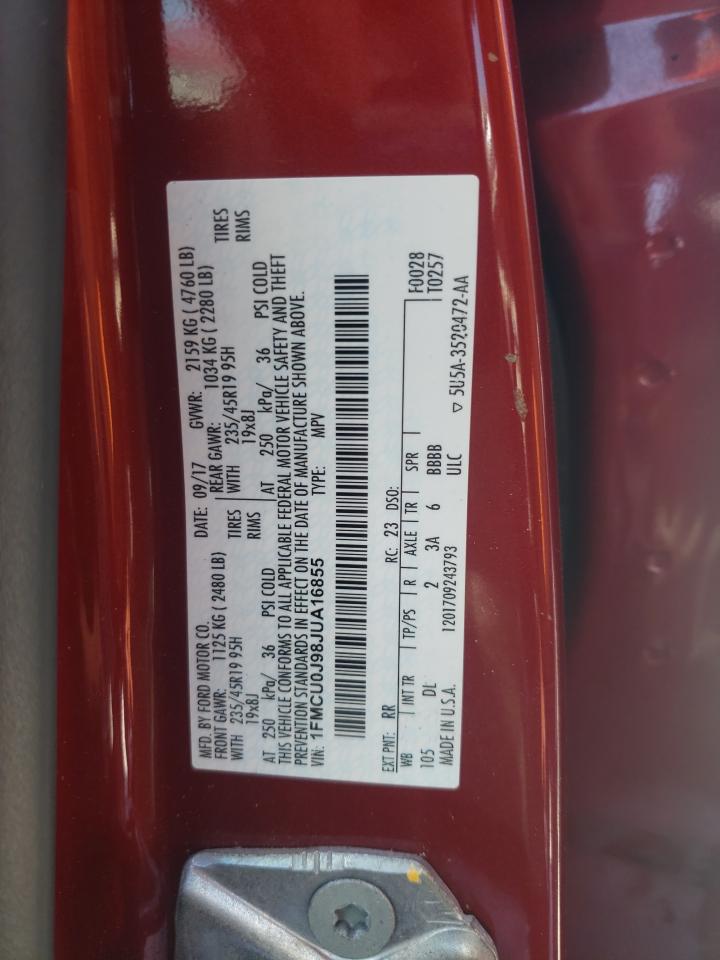 MFD. BY FORD MOTOR CO.
DATE: 09/17 GVWR: 2159 KG ( 4760 LB)
FRONT GAWR: 1125 KG ( 2480 LB) REAR GAWR: 1034 KG ( 2280 LB)
WITH 235/45R19 95H TIRES WITH 235/45R19 95H TIRES
19x8J RIMS 19x8J RIMS
AT 250 kPa/ 36 PSI COLD AT 250 kPa/ 36 PSI COLD
THIS VEHICLE CONFORMS TO ALL APPLICABLE FEDERAL MOTOR VEHICLE SAFETY AND THEFT
PREVENTION STANDARDS IN EFFECT ON THE DATE OF MANUFACTURE SHOWN ABOVE.
VIN: 1FMCU0J98JUA16855 TYPE: MPV
EXT PNT: RR RC: 23 DSO: F0028
WB INT TR TP/PS R AXLE TR SPR T0257
105 DL 2 3A 6 BBBB
MADE IN U.S.A. 1201709243793 ULC ▽ 5U5A-3520472-AA